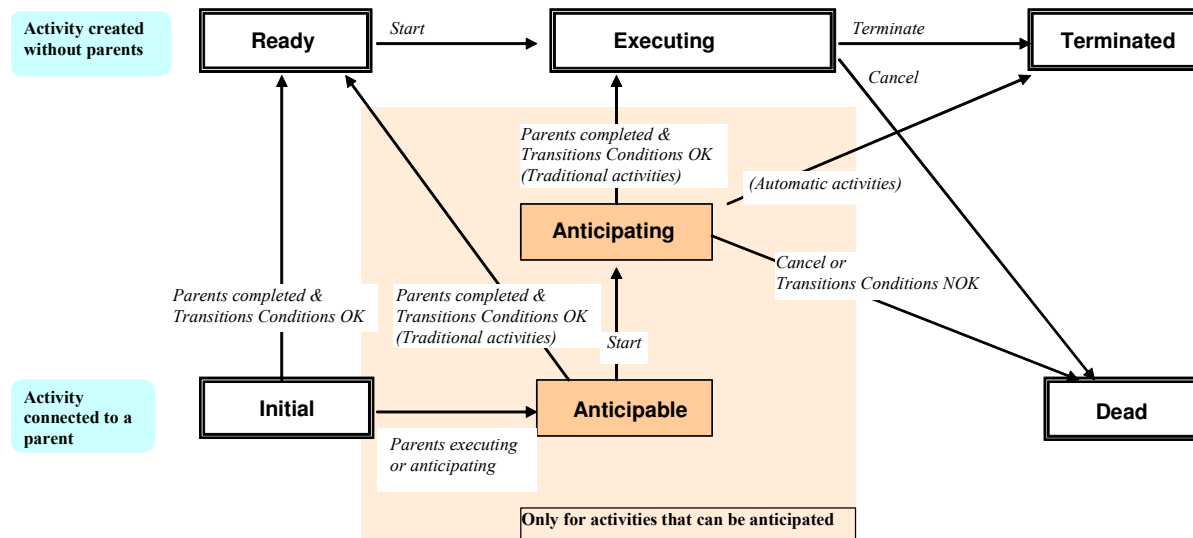 Activity created
without parents
Ready
Start
Executing
Terminate
Terminated
Cancel
Parents completed &
Transitions Conditions OK
(Traditional activities)
(Automatic activities)
Anticipating
Cancel or
Transitions Conditions NOK
Parents completed &
Transitions Conditions OK
Parents completed &
Transitions Conditions OK
(Traditional activities)
Start
Activity
connected to a
parent
Initial
Anticipable
Dead
Parents executing
or anticipating
Only for activities that can be anticipated